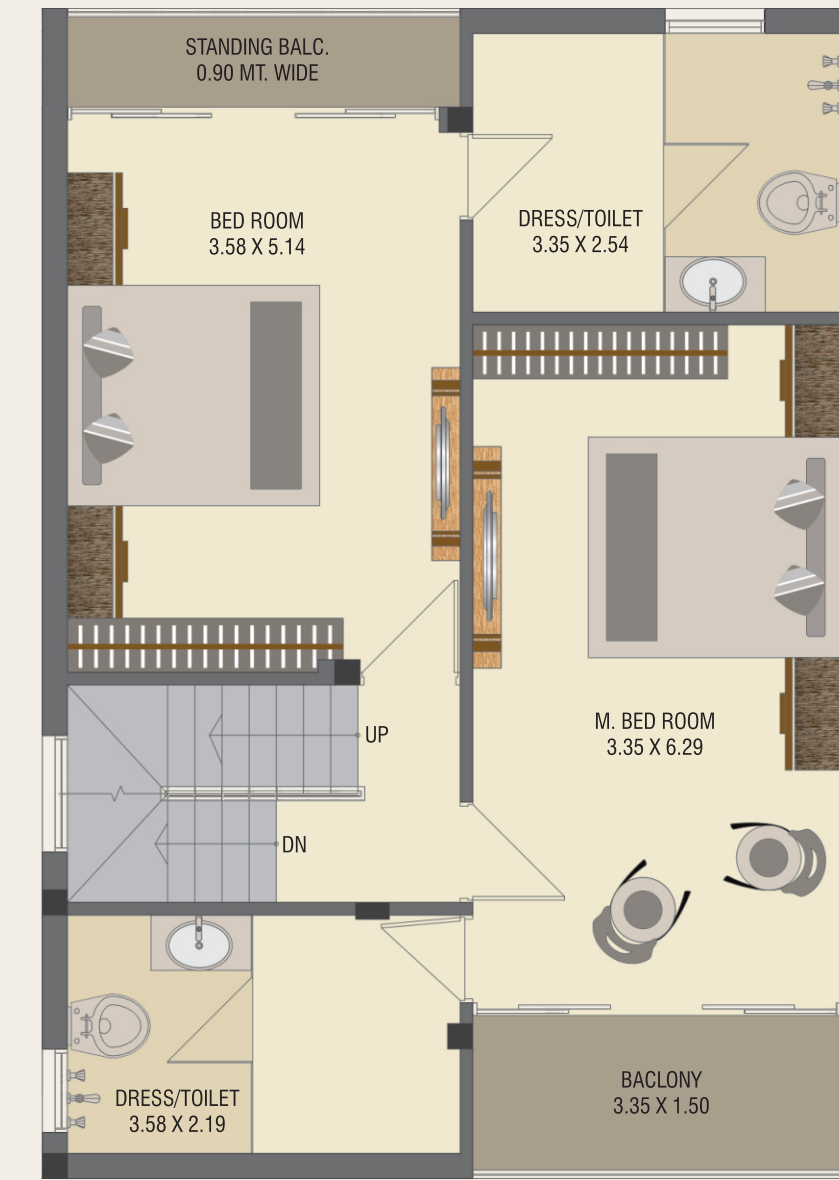 STANDING BALC.
0.90 MT. WIDE
BED ROOM
3.58 X 5.14
DRESS/TOILET
3.35 X 2.54
UP
DN
M. BED ROOM
3.35 X 6.29
DRESS/TOILET
3.58 X 2.19
BACLONY
3.35 X 1.50